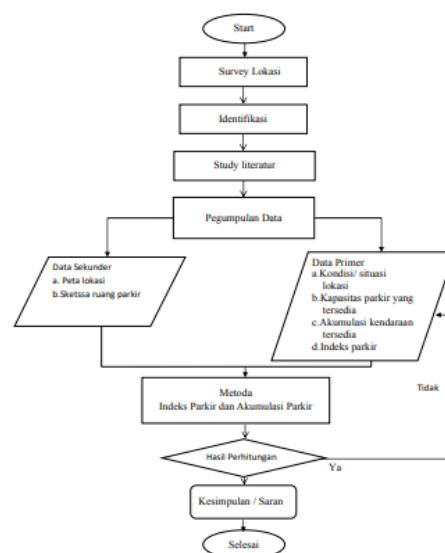 Start
Survey Lokasi
Identifikasi
Study literatur
Pegumpulan Data
Data Sekunder
a. Peta lokasi
b.Sketssa ruang parkir
Data Primer
a.Kondisi/ situasi
lokasi
b.Kapasitas parkir yang
tersedia
c.Akumulasi kendaraan
tersedia
d.Indeks parkir
Tidak
Metoda
Indeks Parkir dan Akumulasi Parkir
Hasil Perhitungan
Ya
Kesimpulan / Saran
Selesai